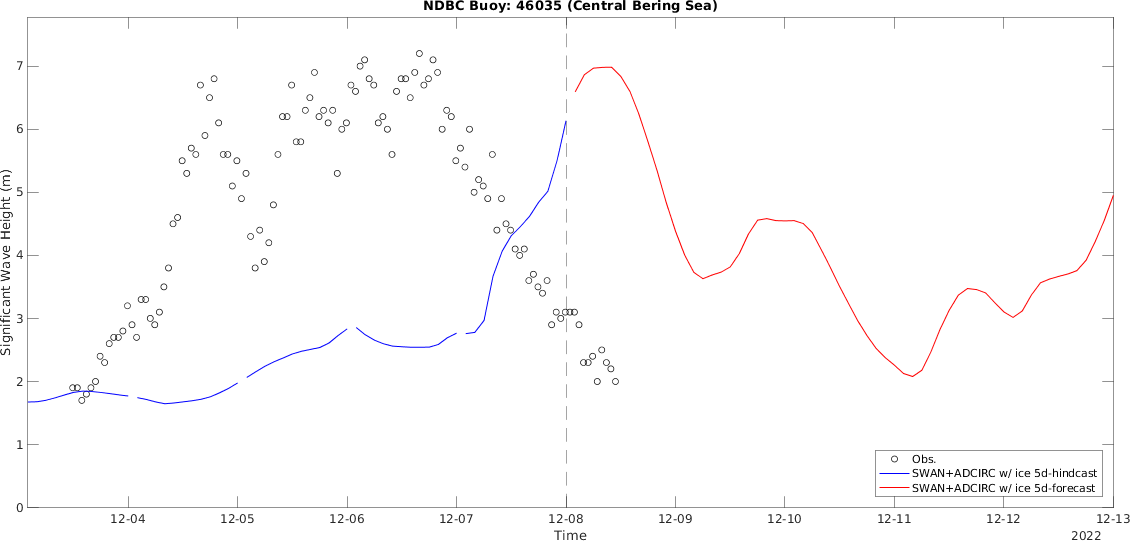 NDBC Buoy: 46035 (Central Bering Sea)
Significant Wave Height (m)
7
6
5
4
3
2
1
0
Obs.
SWAN+ADCIRC w/ ice 5d-hindcast
SWAN+ADCIRC w/ ice 5d-forecast
12-04 12-05 12-06 12-07 12-08 12-09 12-10 12-11 12-12 12-13
Time
2022